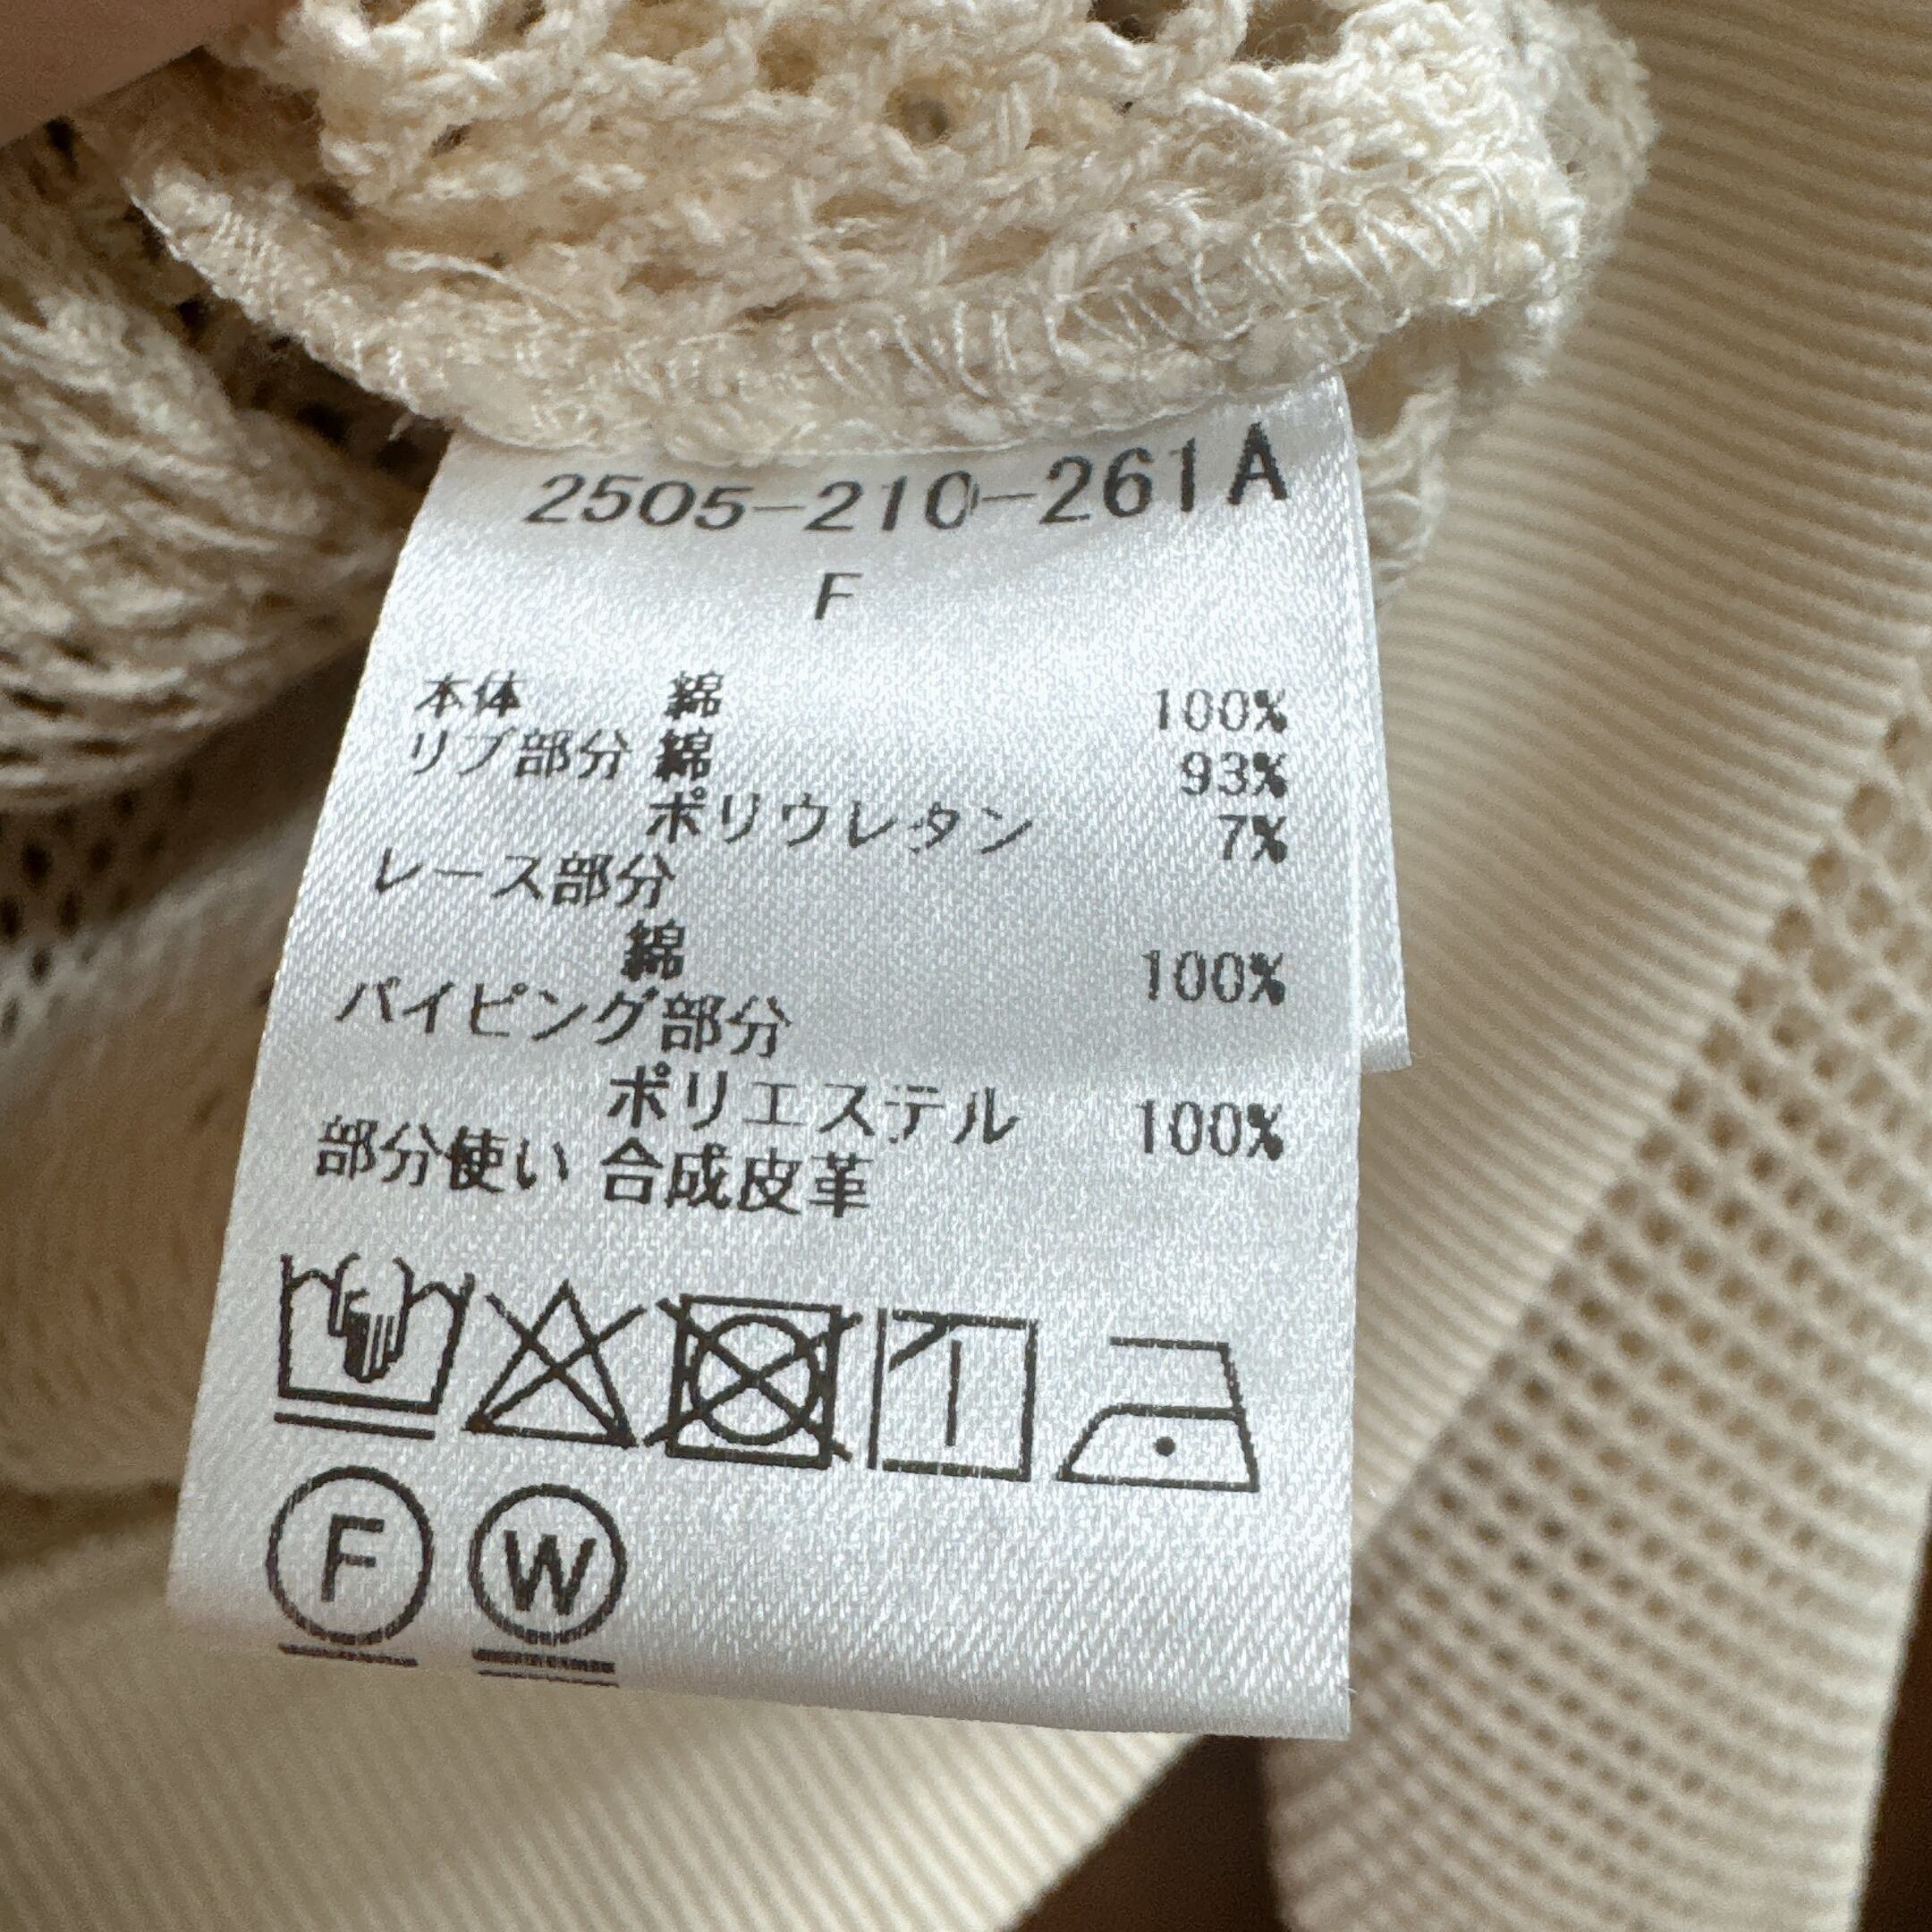 2505-210-261A
F
本体 綿 100%
リブ部分 綿 93%
ポリウレタン 7%
レース部分
綿 100%
パイピング部分
ポリエステル 100%
部分使い 合成皮革
F W